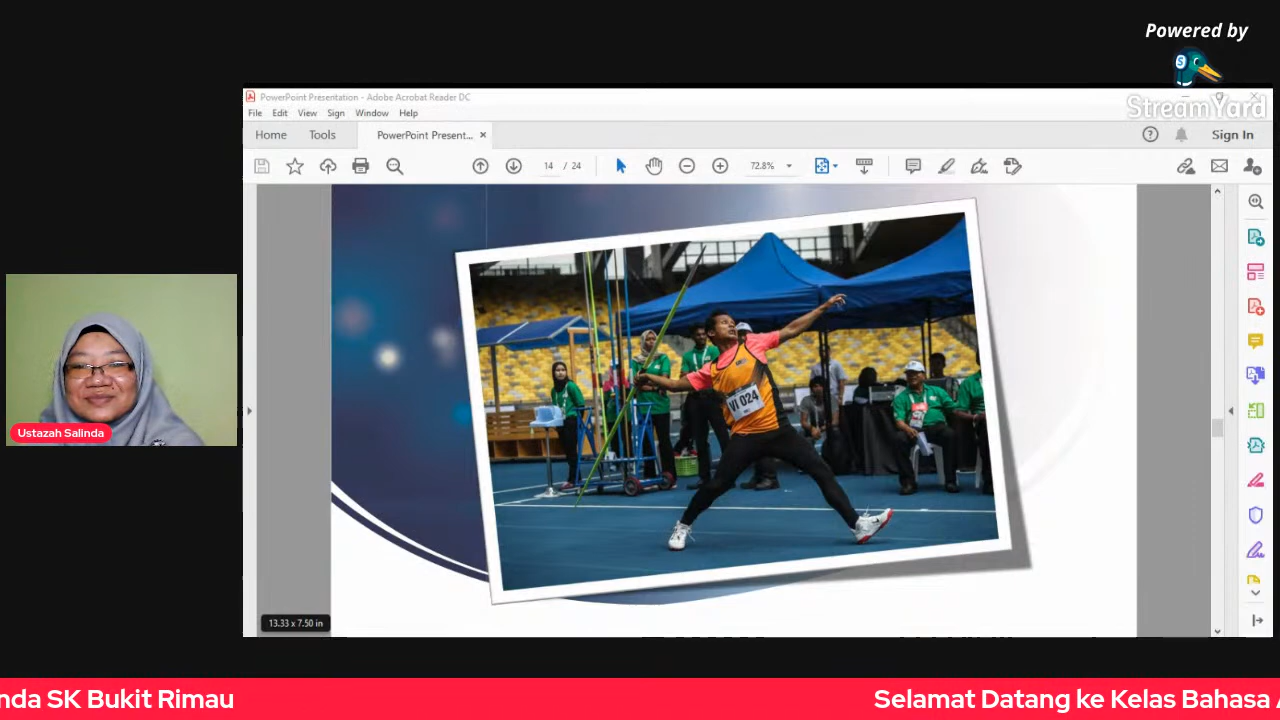 Powered by
StreamYard
PowerPoint Presentation - Adobe Acrobat Reader DC
File Edit View Sign Window Help
Home Tools PowerPoint Present... ×
Sign In
14 / 24
72.8%
VI 024
Ustazah Salinda
13.33 x 7.50 in
nda SK Bukit Rimau
Selamat Datang ke Kelas Bahasa A